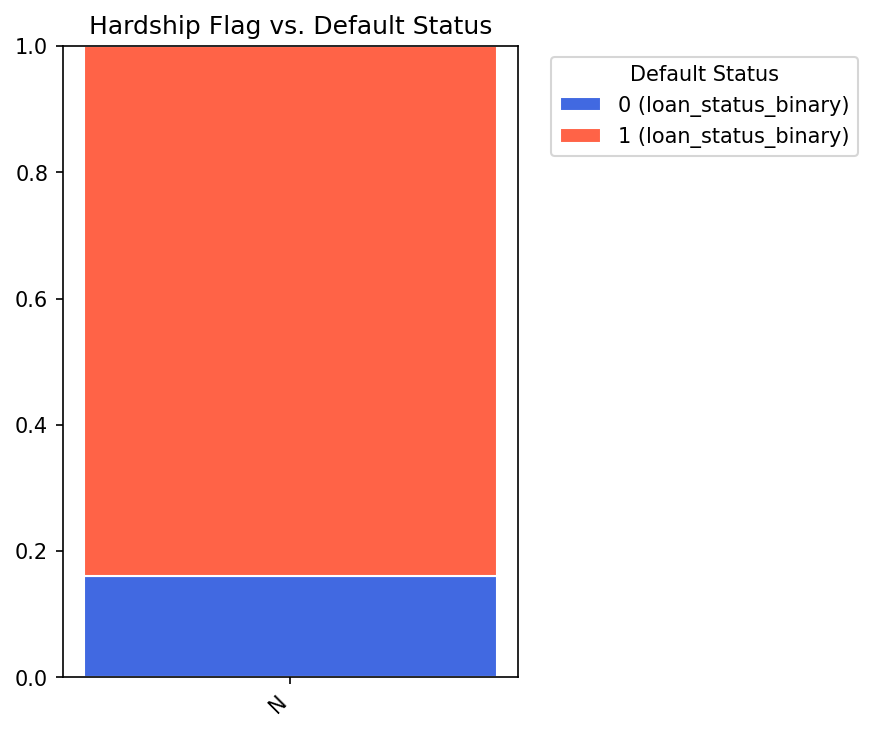 Hardship Flag vs. Default Status
1.0
0.8
0.6
0.4
0.2
0.0
N
Default Status
0 (loan_status_binary)
1 (loan_status_binary)